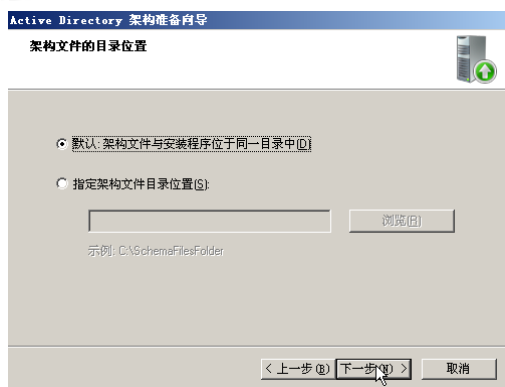 Active Directory 架构准备向导
架构文件的目录位置
默认: 架构文件与安装程序位于同一目录中(D)
指定架构文件目录位置(S):
浏览(R)
示例: C:\SchemaFilesFolder
< 上一步(B) 下一步(N) > 取消